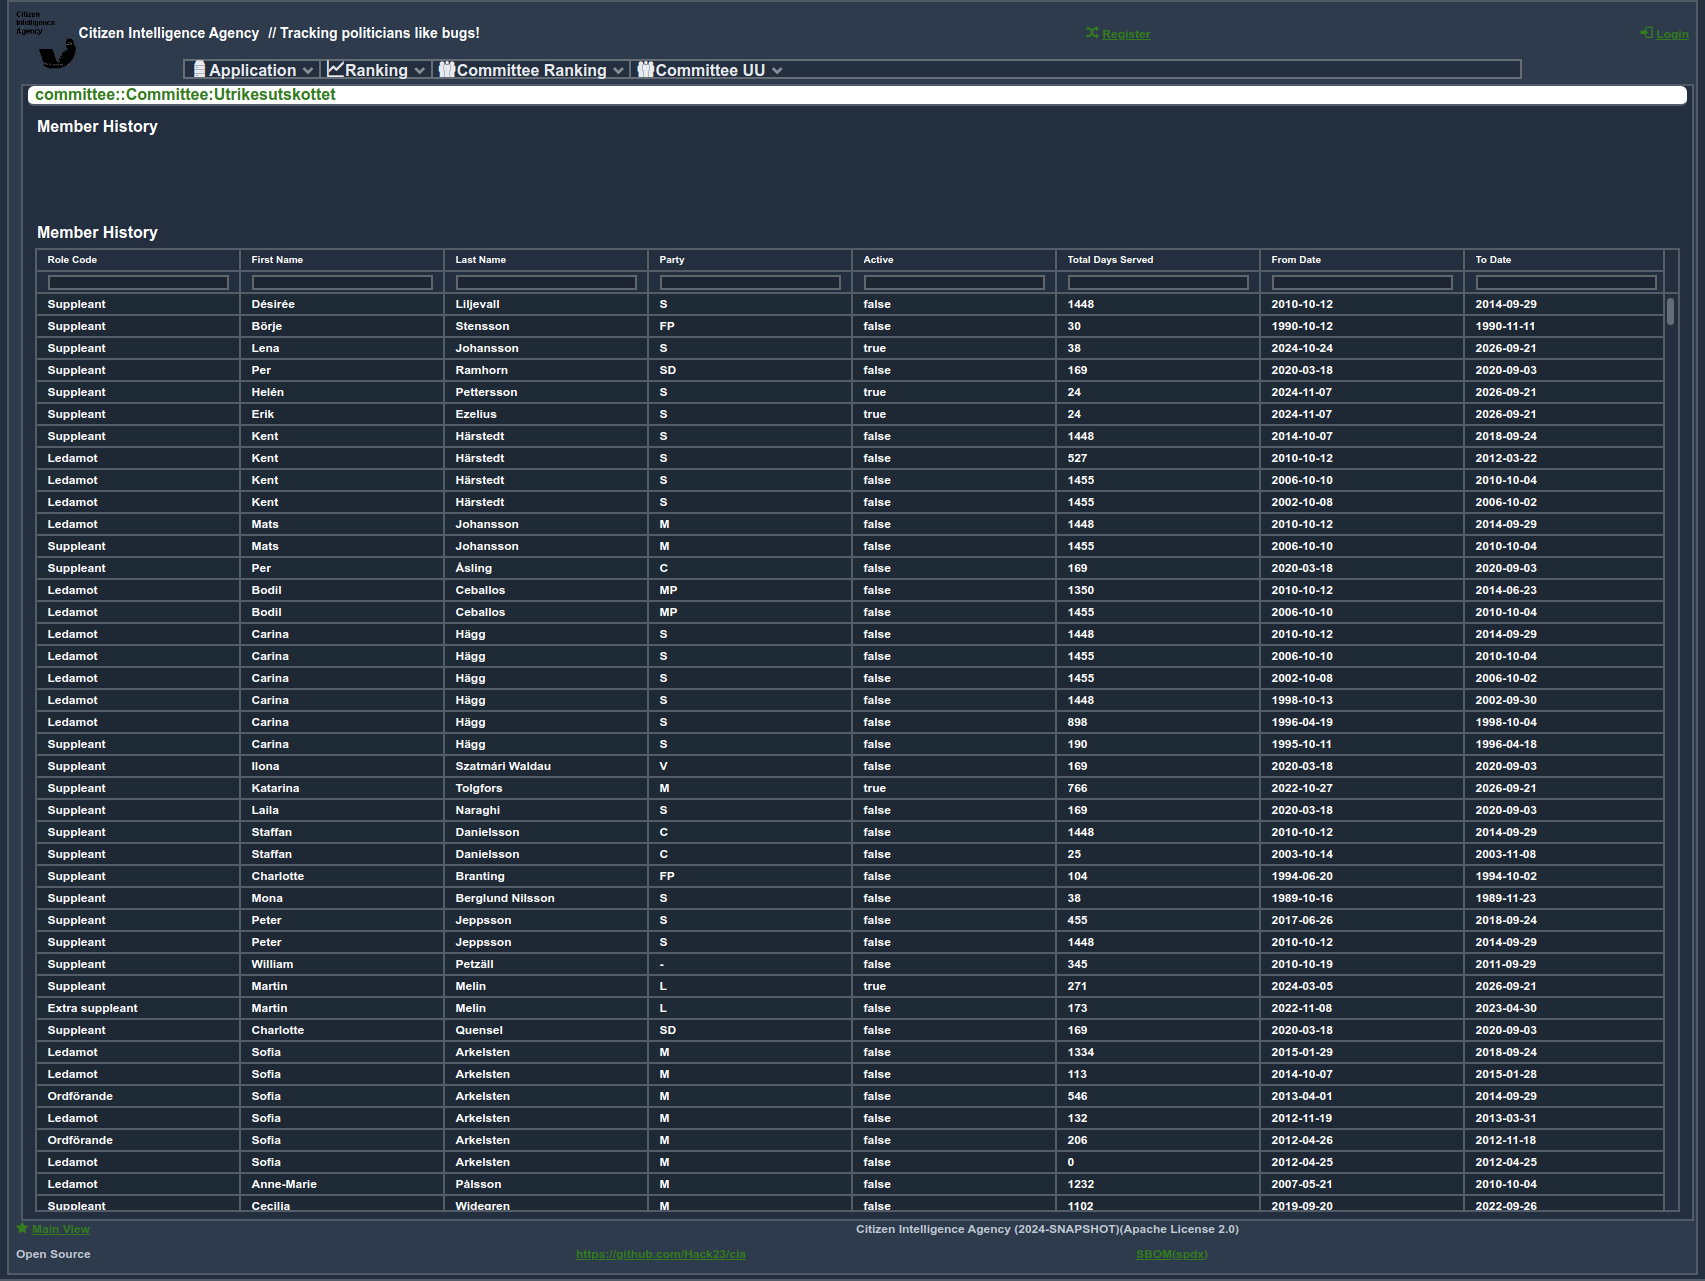 Citizen
Intelligence
Agency
Citizen Intelligence Agency // Tracking politicians like bugs!
Register
Login
Application Ranking Committee Ranking Committee UU
committee::Committee:Utrikesutskottet
Member History
Member History
Role Code First Name Last Name Party Active Total Days Served From Date To Date
Suppleant Désirée Liljevall S false 1448 2010-10-12 2014-09-29
Suppleant Börje Stensson FP false 30 1990-10-12 1990-11-11
Suppleant Lena Johansson S true 38 2024-10-24 2026-09-21
Suppleant Per Ramhorn SD false 169 2020-03-18 2020-09-03
Suppleant Helén Pettersson S true 24 2024-11-07 2026-09-21
Suppleant Erik Ezelius S true 24 2024-11-07 2026-09-21
Suppleant Kent Härstedt S false 1448 2014-10-07 2018-09-24
Ledamot Kent Härstedt S false 527 2010-10-12 2012-03-22
Ledamot Kent Härstedt S false 1455 2006-10-10 2010-10-04
Ledamot Kent Härstedt S false 1455 2002-10-08 2006-10-02
Ledamot Mats Johansson M false 1448 2010-10-12 2014-09-29
Suppleant Mats Johansson M false 1455 2006-10-10 2010-10-04
Suppleant Per Åsling C false 169 2020-03-18 2020-09-03
Ledamot Bodil Ceballos MP false 1350 2010-10-12 2014-06-23
Ledamot Bodil Ceballos MP false 1455 2006-10-10 2010-10-04
Ledamot Carina Hägg S false 1448 2010-10-12 2014-09-29
Ledamot Carina Hägg S false 1455 2006-10-10 2010-10-04
Ledamot Carina Hägg S false 1455 2002-10-08 2006-10-02
Ledamot Carina Hägg S false 1448 1998-10-13 2002-09-30
Ledamot Carina Hägg S false 898 1996-04-19 1998-10-04
Suppleant Carina Hägg S false 190 1995-10-11 1996-04-18
Suppleant Ilona Szatmári Waldau V false 169 2020-03-18 2020-09-03
Suppleant Katarina Tolgfors M true 766 2022-10-27 2026-09-21
Suppleant Laila Naraghi S false 169 2020-03-18 2020-09-03
Suppleant Staffan Danielsson C false 1448 2010-10-12 2014-09-29
Suppleant Staffan Danielsson C false 25 2003-10-14 2003-11-08
Suppleant Charlotte Branting FP false 104 1994-06-20 1994-10-02
Suppleant Mona Berglund Nilsson S false 38 1989-10-16 1989-11-23
Suppleant Peter Jeppsson S false 455 2017-06-26 2018-09-24
Suppleant Peter Jeppsson S false 1448 2010-10-12 2014-09-29
Suppleant William Petzäll - false 345 2010-10-19 2011-09-29
Suppleant Martin Melin L true 271 2024-03-05 2026-09-21
Extra suppleant Martin Melin L false 173 2022-11-08 2023-04-30
Suppleant Charlotte Quensel SD false 169 2020-03-18 2020-09-03
Ledamot Sofia Arkelsten M false 1334 2015-01-29 2018-09-24
Ledamot Sofia Arkelsten M false 113 2014-10-07 2015-01-28
Ordförande Sofia Arkelsten M false 546 2013-04-01 2014-09-29
Ledamot Sofia Arkelsten M false 132 2012-11-19 2013-03-31
Ordförande Sofia Arkelsten M false 206 2012-04-26 2012-11-18
Ledamot Sofia Arkelsten M false 0 2012-04-25 2012-04-25
Ledamot Anne-Marie Pålsson M false 1232 2007-05-21 2010-10-04
Suppleant Cecilia Widegren M false 1102 2019-09-20 2022-09-26
Main View
Citizen Intelligence Agency (2024-SNAPSHOT)(Apache License 2.0)
Open Source
https://github.com/Hack23/cia
SBOM(spdx)